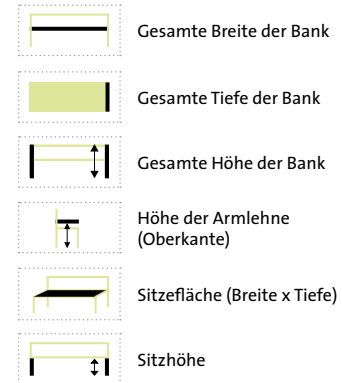 Gesamte Breite der Bank
Gesamte Tiefe der Bank
Gesamte Höhe der Bank
Höhe der Armlehne
(Oberkante)
Sitzefläche (Breite x Tiefe)
Sitzhöhe